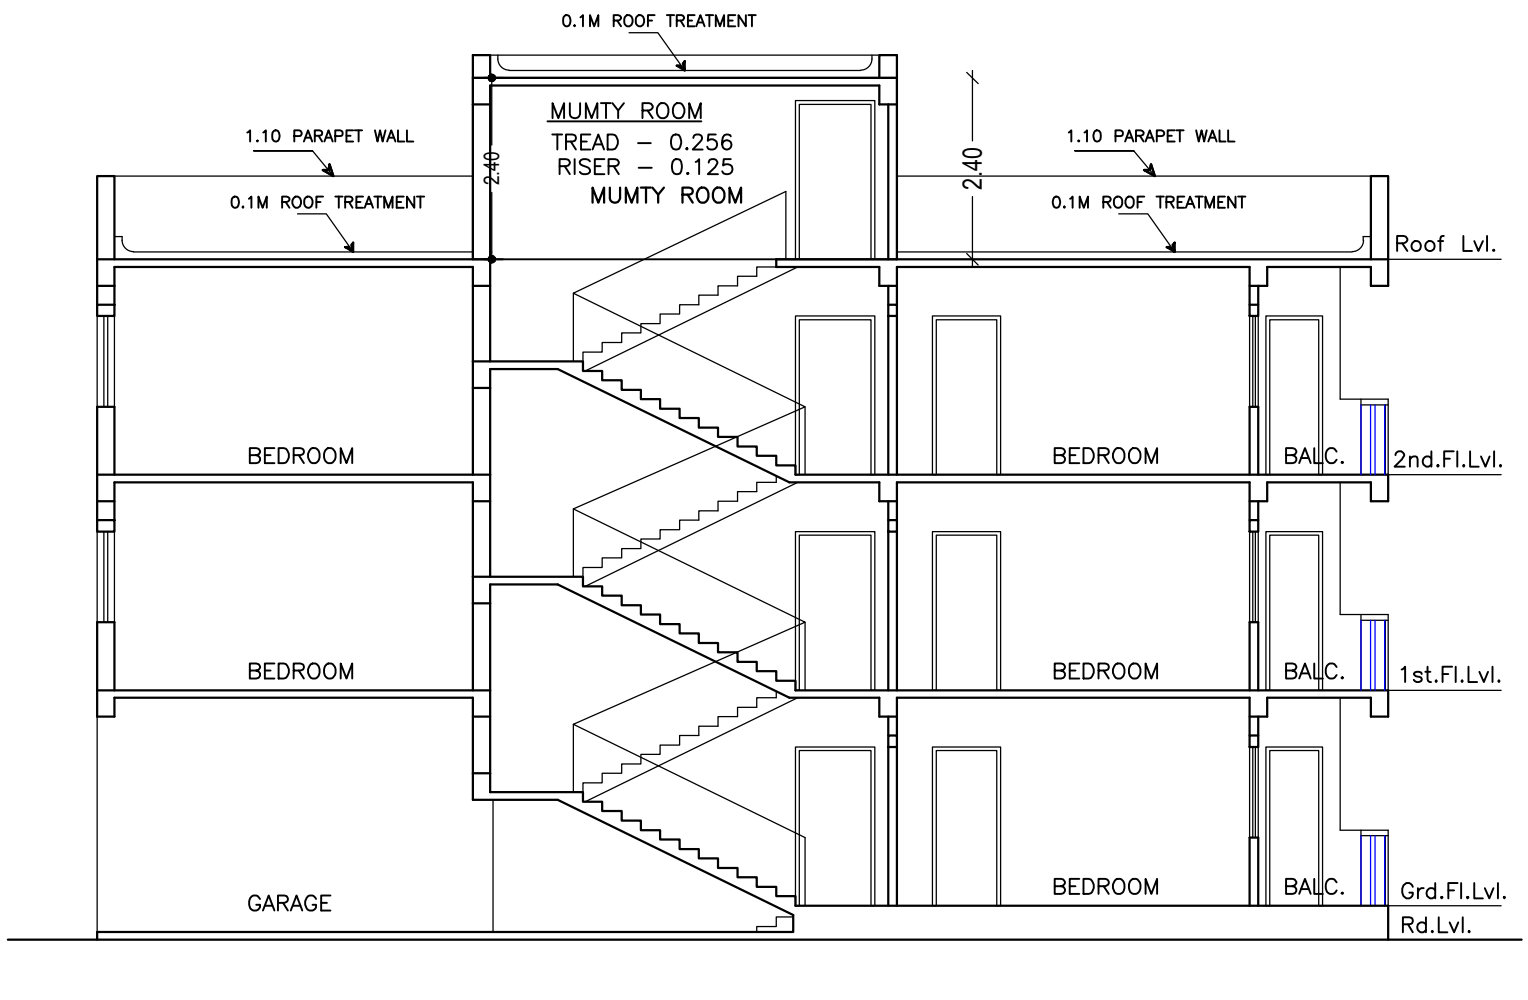 0.1M ROOF TREATMENT
MUMTY ROOM
TREAD - 0.256
RISER - 0.125
MUMTY ROOM
2.40
2.40
1.10 PARAPET WALL
1.10 PARAPET WALL
0.1M ROOF TREATMENT
0.1M ROOF TREATMENT
Roof Lvl.
BEDROOM
BEDROOM
BALC.
2nd.Fl.Lvl.
BEDROOM
BEDROOM
BALC.
1st.Fl.Lvl.
GARAGE
BEDROOM
BALC.
Grd.Fl.Lvl.
Rd.Lvl.